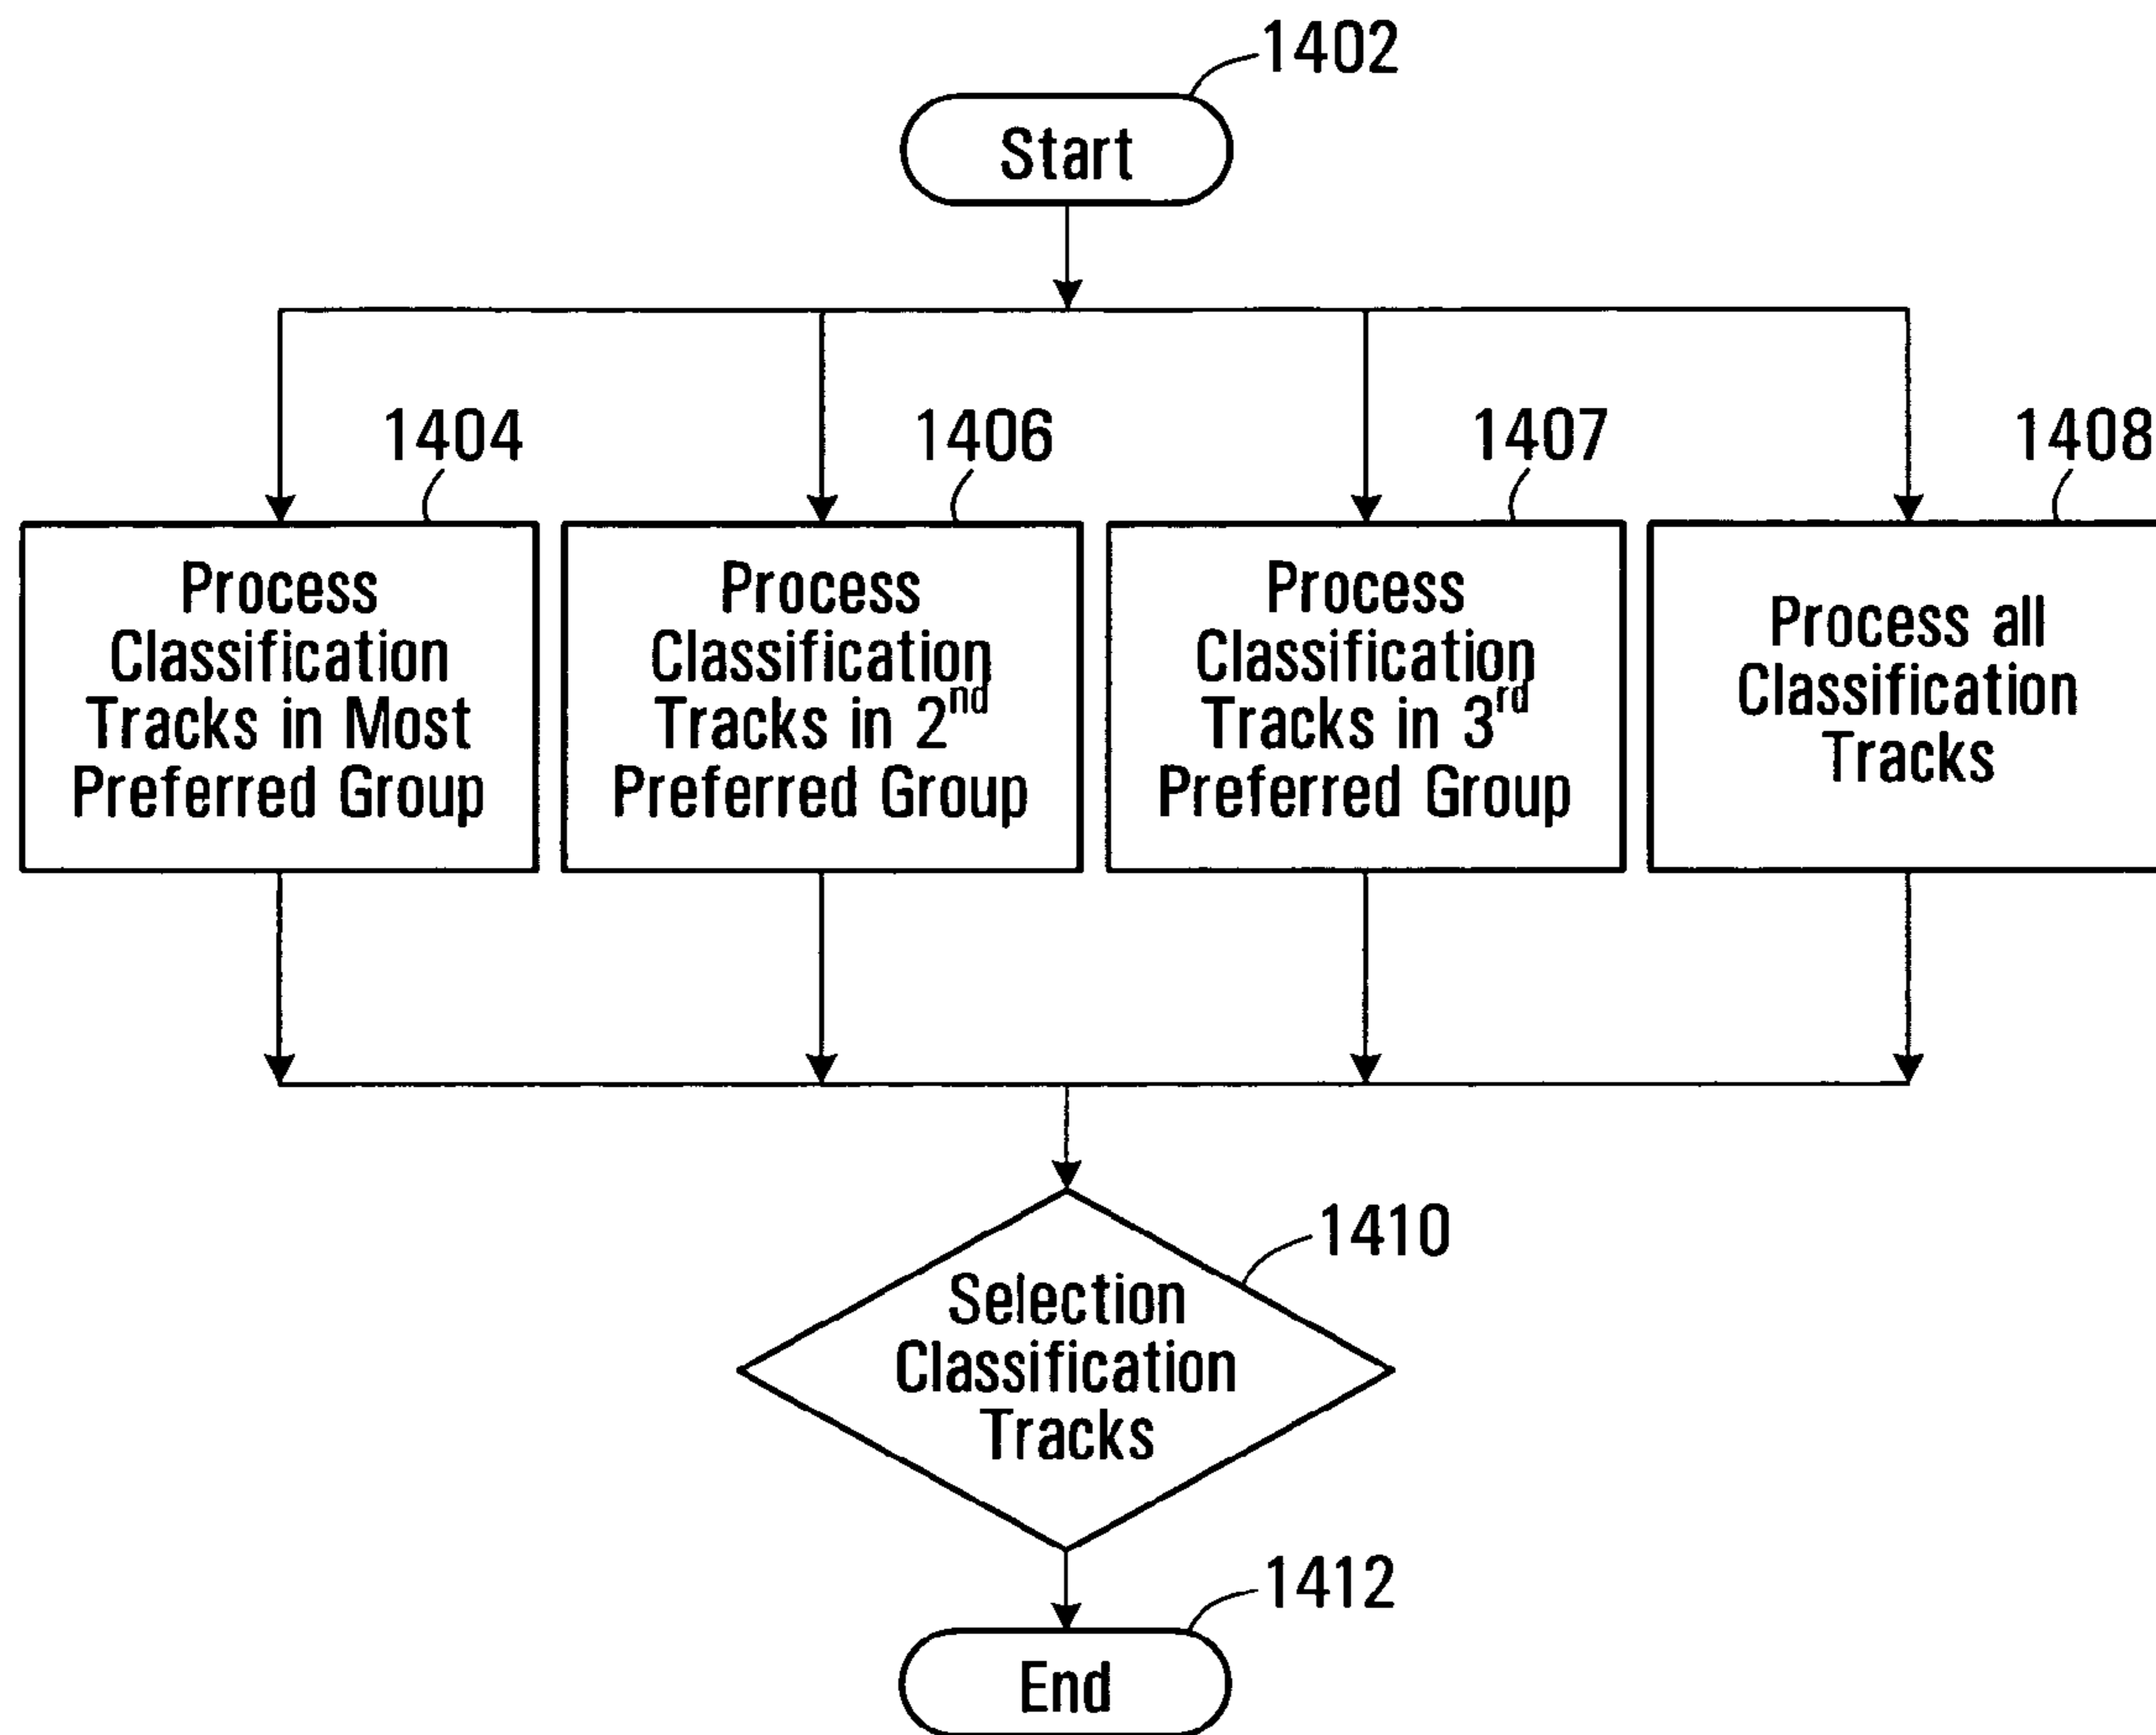 1402
Start
1404
1406
1407
1408
Process
Classification
Tracks in Most
Preferred Group
Process
Classification
Tracks in 2nd
Preferred Group
Process
Classification
Tracks in 3rd
Preferred Group
Process all
Classification
Tracks
1410
Selection
Classification
Tracks
1412
End